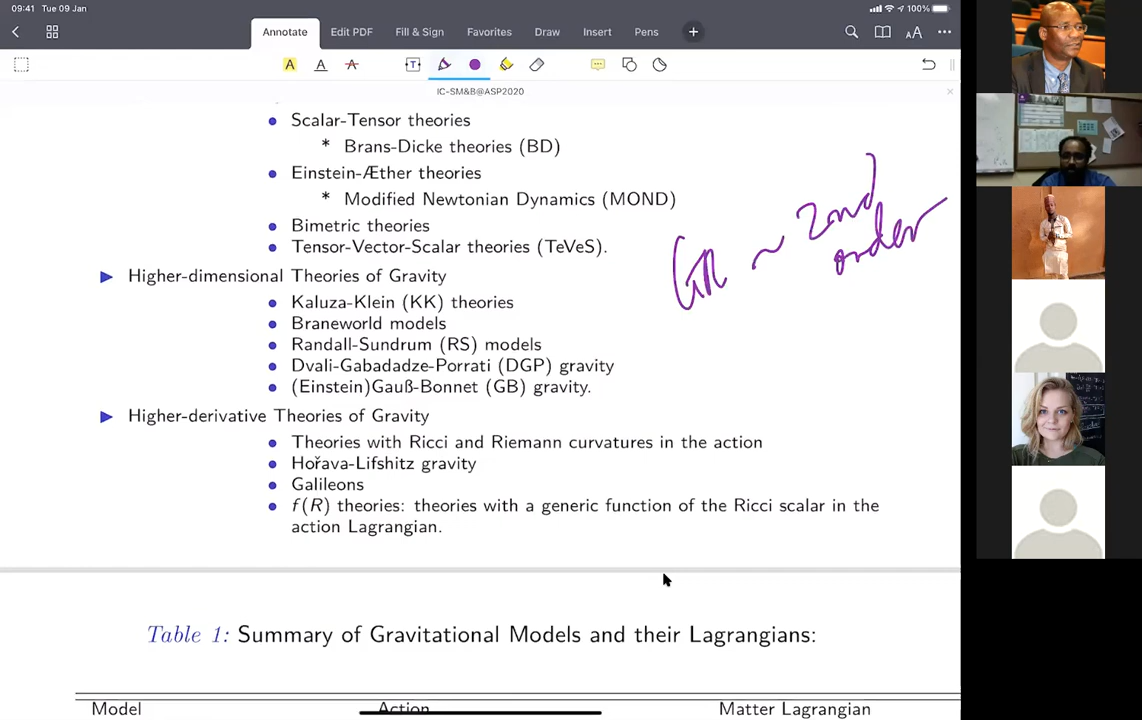 09:41 Tue 09 Jan
100%
Annotate Edit PDF Fill & Sign Favorites Draw Insert Pens +
AA
A A A T
IC-SM&B@ASP2020
• Scalar-Tensor theories
* Brans-Dicke theories (BD)
• Einstein-Æther theories
* Modified Newtonian Dynamics (MOND)
• Bimetric theories
• Tensor-Vector-Scalar theories (TeVeS).
GR ~ 2nd
order
▶ Higher-dimensional Theories of Gravity
• Kaluza-Klein (KK) theories
• Braneworld models
• Randall-Sundrum (RS) models
• Dvali-Gabadadze-Porrati (DGP) gravity
• (Einstein)Gauß-Bonnet (GB) gravity.
▶ Higher-derivative Theories of Gravity
• Theories with Ricci and Riemann curvatures in the action
• Hořava-Lifshitz gravity
• Galileons
• f(R) theories: theories with a generic function of the Ricci scalar in the
action Lagrangian.
Table 1: Summary of Gravitational Models and their Lagrangians:
Model Action Matter Lagrangian